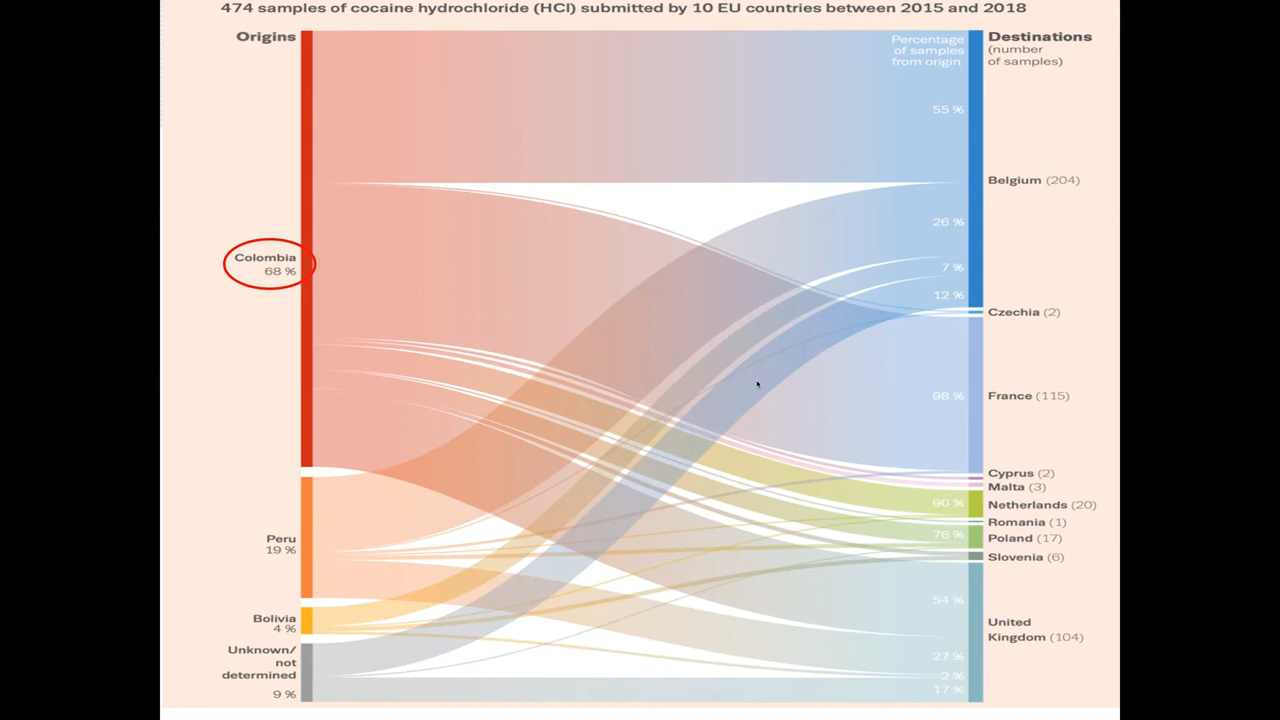 474 samples of cocaine hydrochloride (HCl) submitted by 10 EU countries between 2015 and 2018
Origins
Percentage
of samples
from origin
Destinations
(number
of samples)
55 %
Belgium (204)
26 %
Colombia
68 %
7 %
12 %
Czechia (2)
98 %
France (115)
Cyprus (2)
Malta (3)
90 %
Netherlands (20)
Romania (1)
76 %
Poland (17)
Peru
19 %
Slovenia (6)
54 %
Bolivia
4 %
United
Kingdom (104)
Unknown/
not
determined
9 %
27 %
2 %
17 %